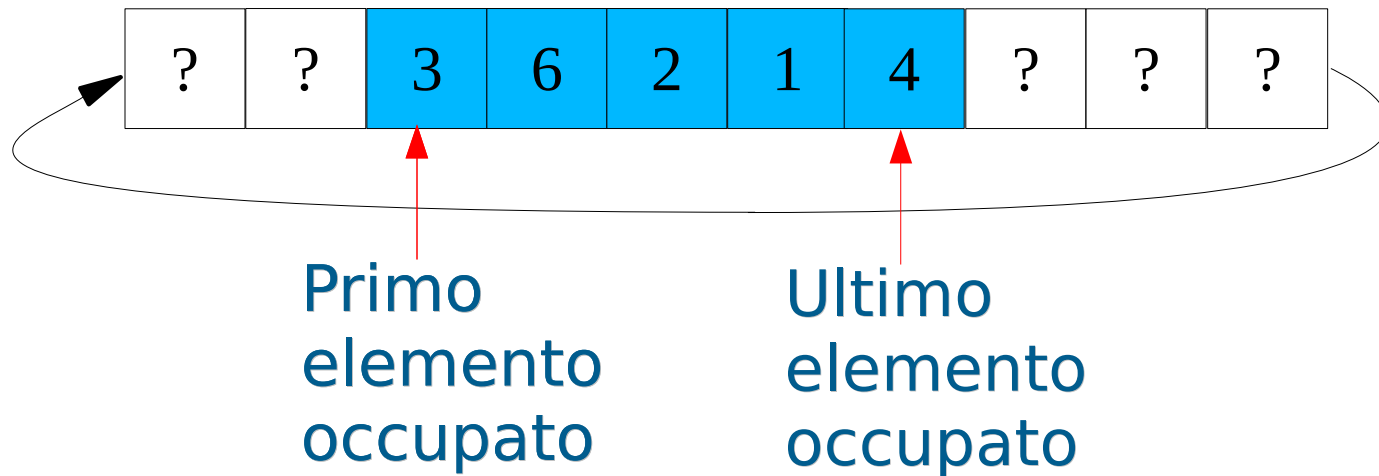 ? ? 3 6 2 1 4 ? ? ?
Primo
elemento
occupato
Ultimo
elemento
occupato